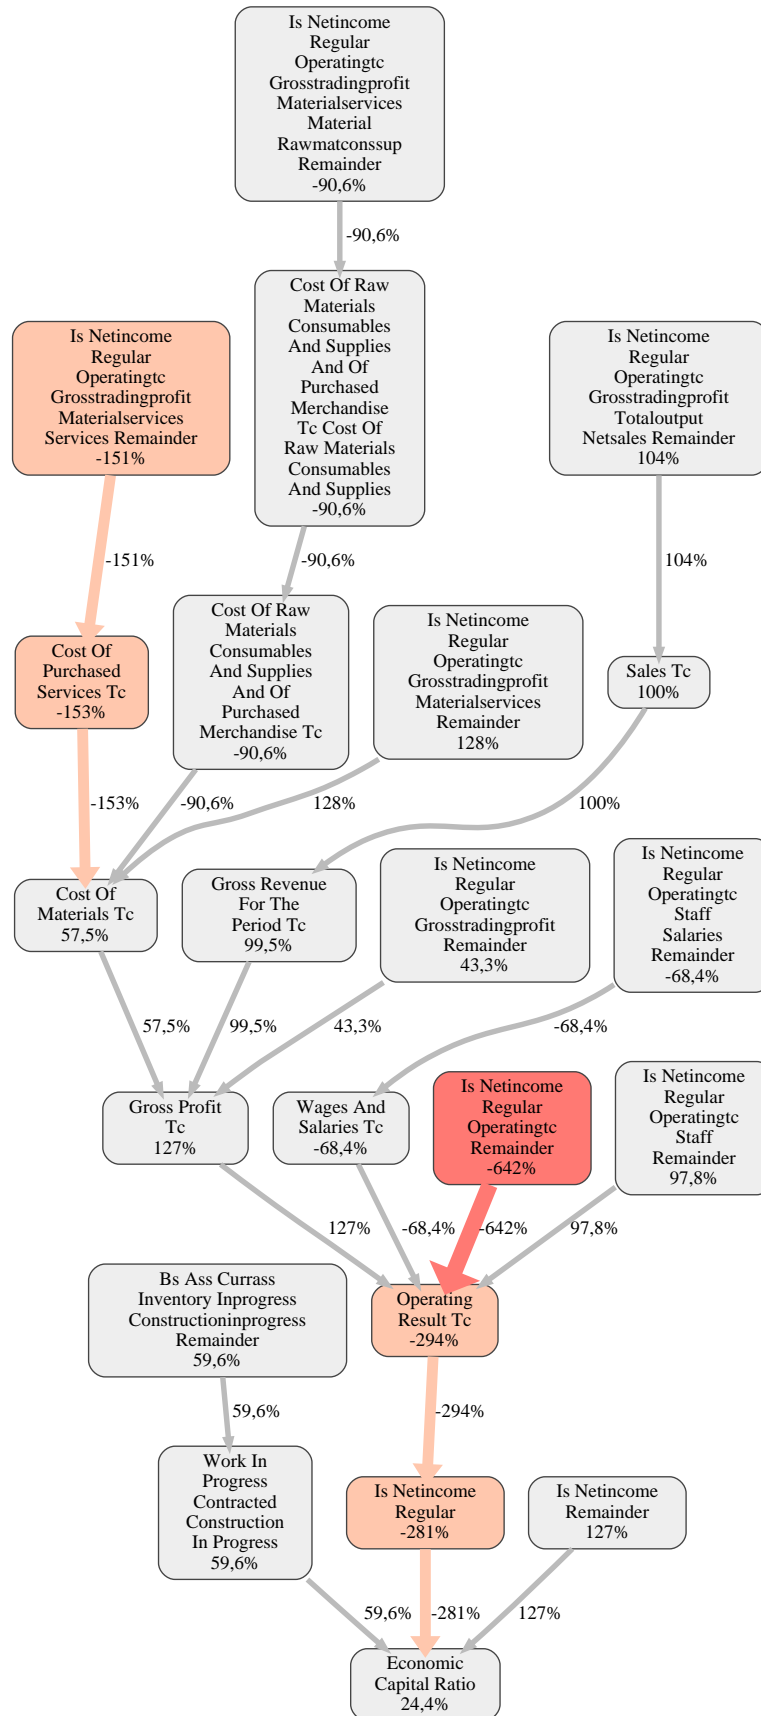 Is Netincome
Regular
Operatingtc
Grosstradingprofit
Materialservices
Material
Rawmatconssup
Remainder
-90,6%
-90,6%
Cost Of Raw
Materials
Consumables
And Supplies
And Of
Purchased
Merchandise
Tc Cost Of
Raw Materials
Consumables
And Supplies
-90,6%
Is Netincome
Regular
Operatingtc
Grosstradingprofit
Materialservices
Services Remainder
-151%
Is Netincome
Regular
Operatingtc
Grosstradingprofit
Totaloutput
Netsales Remainder
104%
-151%
-90,6%
104%
Cost Of
Purchased
Services Tc
-153%
Cost Of Raw
Materials
Consumables
And Supplies
And Of
Purchased
Merchandise Tc
-90,6%
Is Netincome
Regular
Operatingtc
Grosstradingprofit
Materialservices
Remainder
128%
Sales Tc
100%
-153%
-90,6%
128%
100%
Cost Of
Materials Tc
57,5%
Gross Revenue
For The
Period Tc
99,5%
Is Netincome
Regular
Operatingtc
Grosstradingprofit
Remainder
43,3%
Is Netincome
Regular
Operatingtc
Staff
Salaries
Remainder
-68,4%
57,5%
99,5%
43,3%
-68,4%
Gross Profit
Tc
127%
Wages And
Salaries Tc
-68,4%
Is Netincome
Regular
Operatingtc
Remainder
-642%
Is Netincome
Regular
Operatingtc
Staff
Remainder
97,8%
127%
-68,4%
-642%
97,8%
Bs Ass Currass
Inventory Inprogress
Constructioninprogress
Remainder
59,6%
Operating
Result Tc
-294%
59,6%
-294%
Work In
Progress
Contracted
Construction
In Progress
59,6%
Is Netincome
Regular
-281%
Is Netincome
Remainder
127%
59,6%
-281%
127%
Economic
Capital Ratio
24,4%